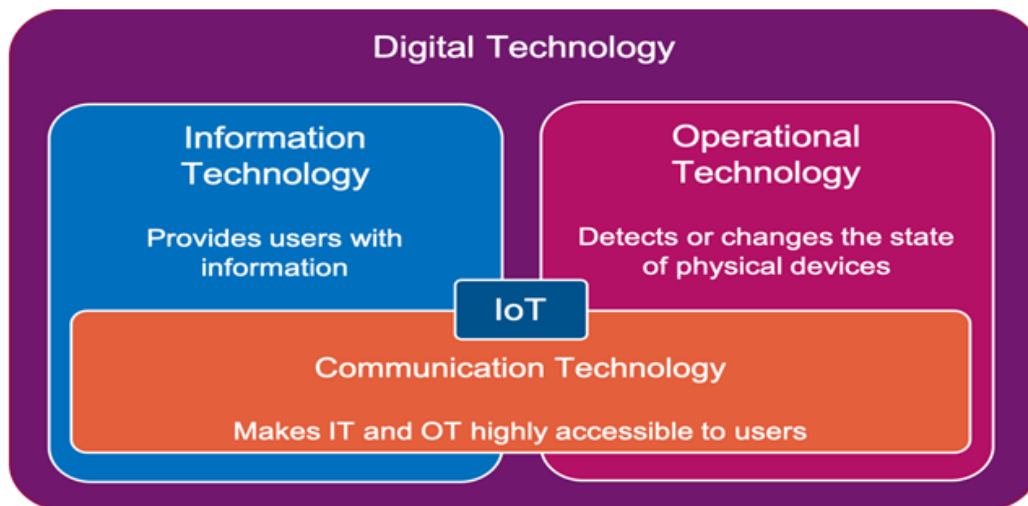 Digital Technology
Information
Technology
Provides users with
information
Operational
Technology
Detects or changes the state
of physical devices
IoT
Communication Technology
Makes IT and OT highly accessible to users